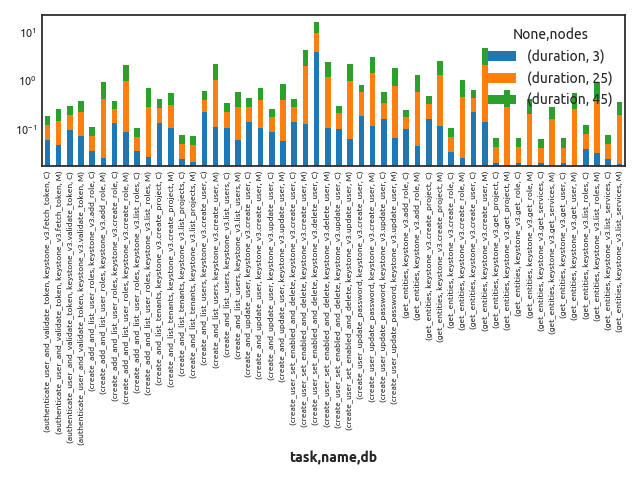 10¹
10⁰
10⁻¹
None,nodes
(duration, 3)
(duration, 25)
(duration, 45)
(authenticate_user_and_validate_token, keystone_v3.fetch_token, C)
(authenticate_user_and_validate_token, keystone_v3.fetch_token, M)
(authenticate_user_and_validate_token, keystone_v3.validate_token, C)
(authenticate_user_and_validate_token, keystone_v3.validate_token, M)
(create_add_and_list_user_roles, keystone_v3.add_role, C)
(create_add_and_list_user_roles, keystone_v3.add_role, M)
(create_add_and_list_user_roles, keystone_v3.create_role, C)
(create_add_and_list_user_roles, keystone_v3.create_role, M)
(create_add_and_list_user_roles, keystone_v3.list_roles, C)
(create_add_and_list_user_roles, keystone_v3.list_roles, M)
(create_and_list_tenants, keystone_v3.create_project, C)
(create_and_list_tenants, keystone_v3.create_project, M)
(create_and_list_tenants, keystone_v3.list_projects, C)
(create_and_list_tenants, keystone_v3.list_projects, M)
(create_and_list_users, keystone_v3.create_user, C)
(create_and_list_users, keystone_v3.create_user, M)
(create_and_list_users, keystone_v3.list_users, C)
(create_and_list_users, keystone_v3.list_users, M)
(create_and_update_user, keystone_v3.create_user, C)
(create_and_update_user, keystone_v3.create_user, M)
(create_and_update_user, keystone_v3.update_user, C)
(create_and_update_user, keystone_v3.update_user, M)
(create_user_set_enabled_and_delete, keystone_v3.create_user, C)
(create_user_set_enabled_and_delete, keystone_v3.create_user, M)
(create_user_set_enabled_and_delete, keystone_v3.delete_user, C)
(create_user_set_enabled_and_delete, keystone_v3.delete_user, M)
(create_user_set_enabled_and_delete, keystone_v3.update_user, C)
(create_user_set_enabled_and_delete, keystone_v3.update_user, M)
(create_user_update_password, keystone_v3.create_user, C)
(create_user_update_password, keystone_v3.create_user, M)
(create_user_update_password, keystone_v3.update_user, C)
(create_user_update_password, keystone_v3.update_user, M)
(get_entities, keystone_v3.add_role, C)
(get_entities, keystone_v3.add_role, M)
(get_entities, keystone_v3.create_project, C)
(get_entities, keystone_v3.create_project, M)
(get_entities, keystone_v3.create_role, C)
(get_entities, keystone_v3.create_role, M)
(get_entities, keystone_v3.create_user, C)
(get_entities, keystone_v3.create_user, M)
(get_entities, keystone_v3.get_project, C)
(get_entities, keystone_v3.get_project, M)
(get_entities, keystone_v3.get_role, C)
(get_entities, keystone_v3.get_role, M)
(get_entities, keystone_v3.get_services, C)
(get_entities, keystone_v3.get_services, M)
(get_entities, keystone_v3.get_user, C)
(get_entities, keystone_v3.get_user, M)
(get_entities, keystone_v3.list_roles, C)
(get_entities, keystone_v3.list_roles, M)
(get_entities, keystone_v3.list_services, C)
(get_entities, keystone_v3.list_services, M)
task,name,db